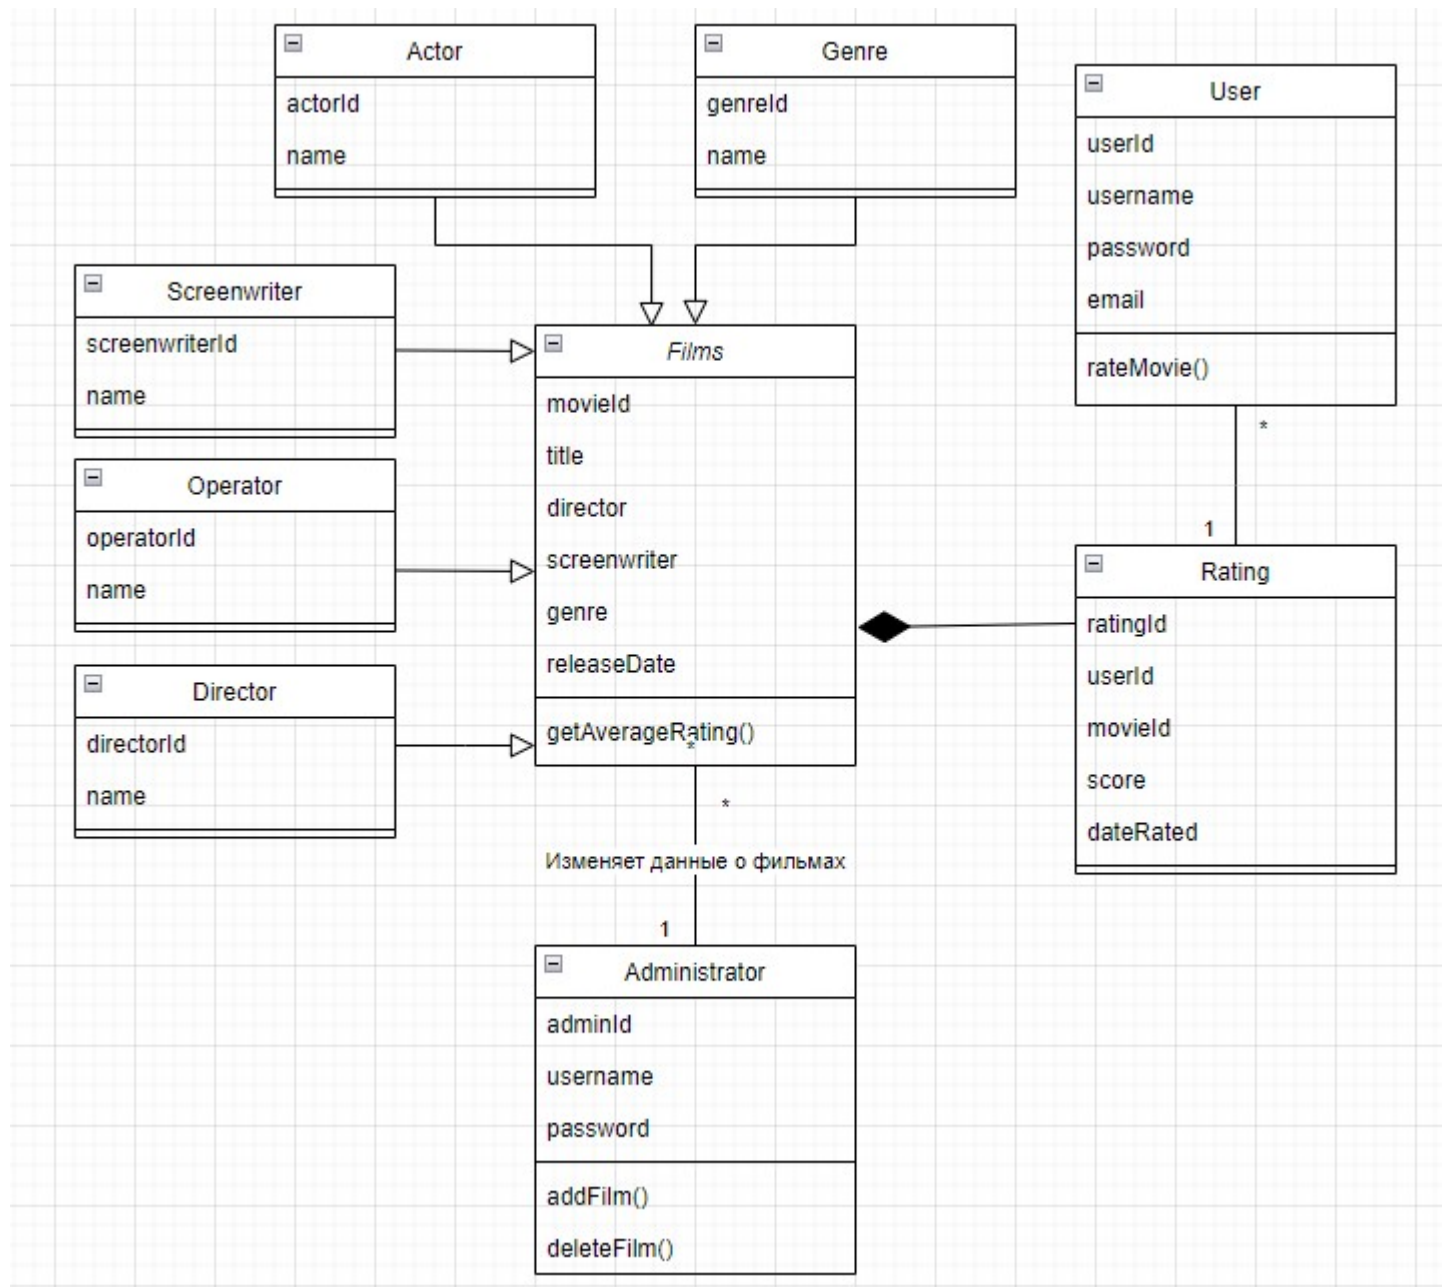 Actor
actorId
name
Genre
genreId
name
User
userId
username
password
email
rateMovie()
*
1
Screenwriter
screenwriterId
name
Operator
operatorId
name
Director
directorId
name
Films
movieId
title
director
screenwriter
genre
releaseDate
getAverageRating()
*
*
Изменяет данные о фильмах
1
Rating
ratingId
userId
movieId
score
dateRated
Administrator
adminId
username
password
addFilm()
deleteFilm()